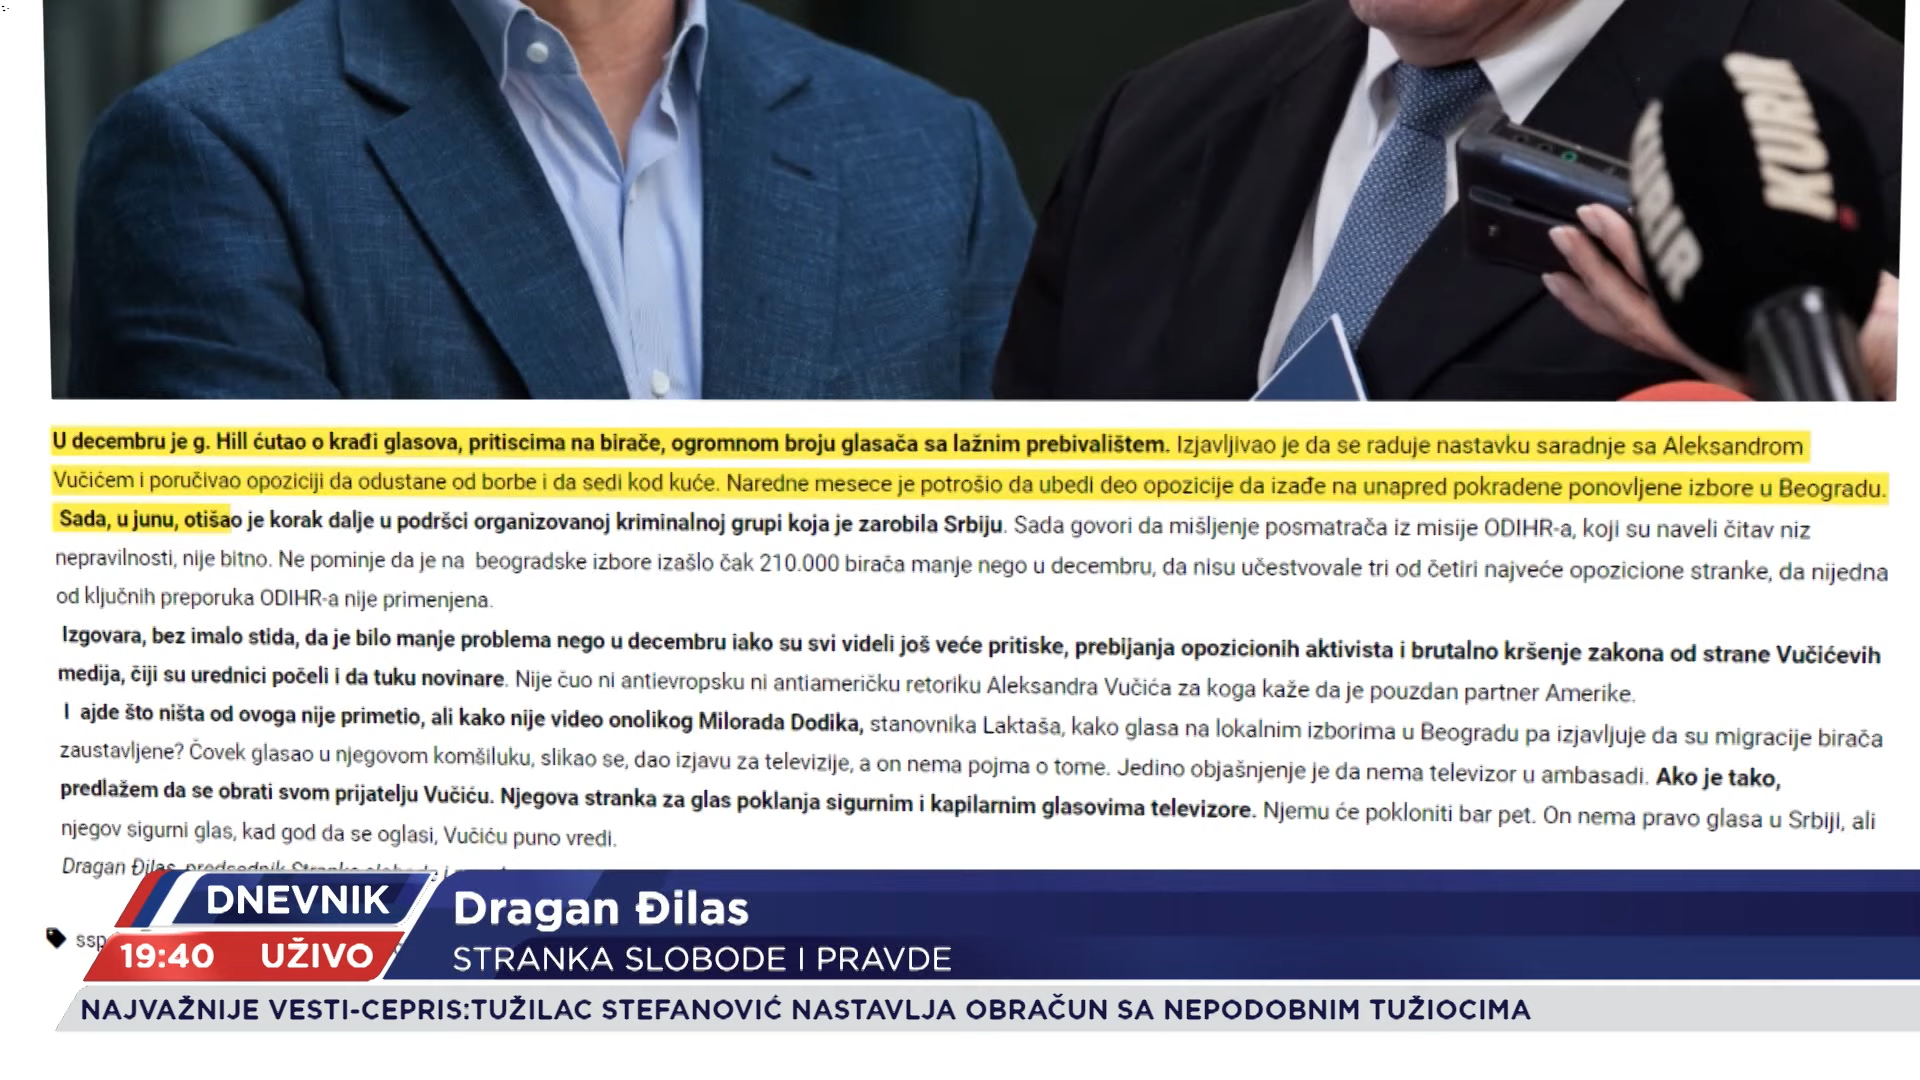 KURIR
KURIR
U decembru je g. Hill ćutao o krađi glasova, pritiscima na birače, ogromnom broju glasača sa lažnim prebivalištem. Izjavljivao je da se raduje nastavku saradnje sa Aleksandrom
Vučićem i poručivao opoziciji da odustane od borbe i da sedi kod kuće. Naredne mesece je potrošio da ubedi deo opozicije da izađe na unapred pokradene ponovljene izbore u Beogradu.
Sada, u junu, otišao je korak dalje u podršci organizovanoj kriminalnoj grupi koja je zarobila Srbiju. Sada govori da mišljenje posmatrača iz misije ODIHR-a, koji su naveli čitav niz
nepravilnosti, nije bitno. Ne pominje da je na beogradske izbore izašlo čak 210.000 birača manje nego u decembru, da nisu učestvovale tri od četiri najveće opozicione stranke, da nijedna
od ključnih preporuka ODIHR-a nije primenjena.
Izgovara, bez imalo stida, da je bilo manje problema nego u decembru iako su svi videli još veće pritiske, prebijanja opozicionih aktivista i brutalno kršenje zakona od strane Vučićevih
medija, čiji su urednici počeli i da tuku novinare. Nije čuo ni antievropsku ni antiameričku retoriku Aleksandra Vučića za koga kaže da je pouzdan partner Amerike.
I ajde što ništa od ovoga nije primetio, ali kako nije video onolikog Milorada Dodika, stanovnika Laktaša, kako glasa na lokalnim izborima u Beogradu pa izjavljuje da su migracije birača
zaustavljene? Čovek glasao u njegovom komšiluku, slikao se, dao izjavu za televizije, a on nema pojma o tome. Jedino objašnjenje je da nema televizor u ambasadi. Ako je tako,
predlažem da se obrati svom prijatelju Vučiću. Njegova stranka za glas poklanja sigurnim i kapilarnim glasovima televizore. Njemu će pokloniti bar pet. On nema pravo glasa u Srbiji, ali
njegov sigurni glas, kad god da se oglasi, Vučiću puno vredi.
Dragan Đilas, predsednik Stranke slobode i
ssp
DNEVNIK
19:40 UŽIVO
Dragan Đilas
STRANKA SLOBODE I PRAVDE
NAJVAŽNIJE VESTI-CEPRIS:TUŽILAC STEFANOVIĆ NASTAVLJA OBRAČUN SA NEPODOBNIM TUŽIOCIMA